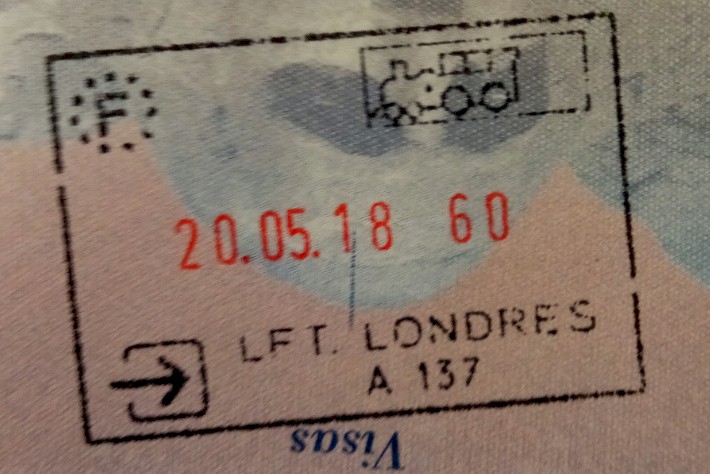 F
20.05.18 60
LFT. LONDRES
A 137
Visas